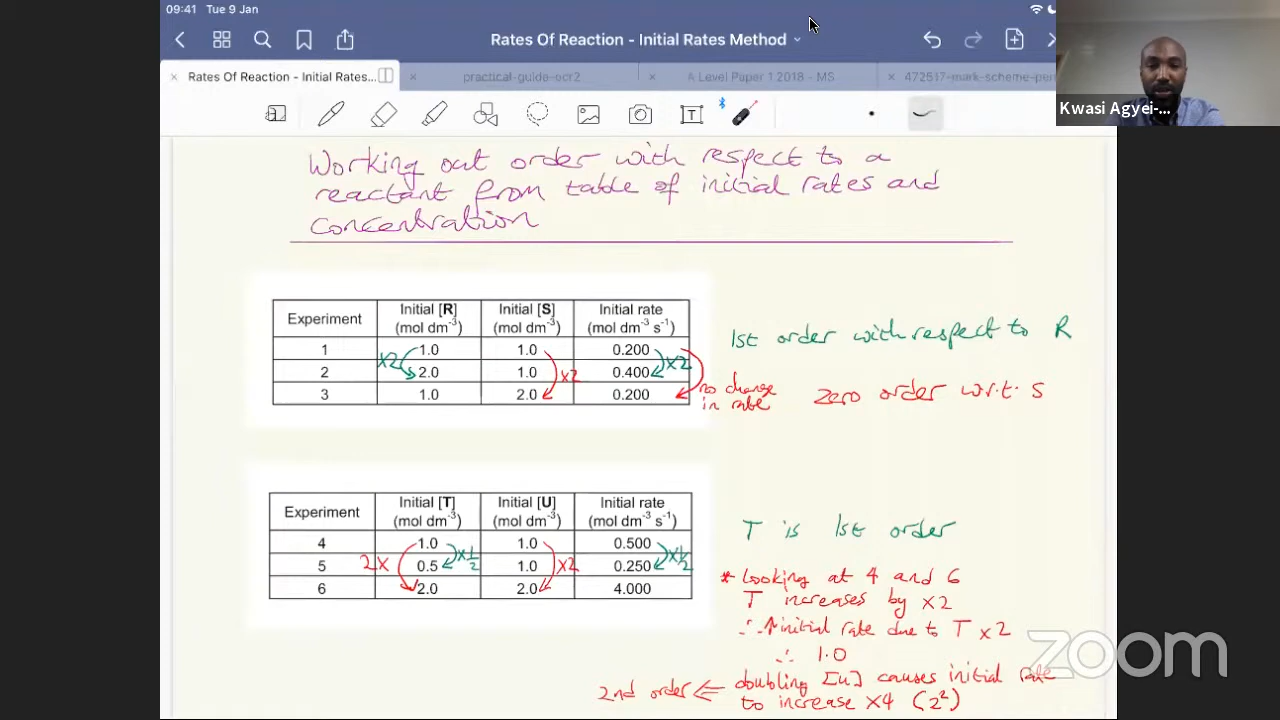 09:41 Tue 9 Jan
Rates Of Reaction - Initial Rates Method
Rates Of Reaction - Initial Rates...
practical-guide-ocr2
A Level Paper 1 2018 - MS
472517-mark-scheme-per
Kwasi Agyei-...
Working out order with respect to a
reactant from table of initial rates and
concentration
Experiment Initial [R] (mol dm-3) Initial [S] (mol dm-3) Initial rate (mol dm-3 s-1)
1 1.0 1.0 0.200
2 2.0 1.0 0.400
3 1.0 2.0 0.200
x2
x2
x2
no change
in rate
1st order with respect to R
zero order w.r.t. S
Experiment Initial [T] (mol dm-3) Initial [U] (mol dm-3) Initial rate (mol dm-3 s-1)
4 1.0 1.0 0.500
5 0.5 1.0 0.250
6 2.0 2.0 4.000
2x
x1/2
x2
x1/2
T is 1st order
* Looking at 4 and 6
T increases by x2
∴ ↑ initial rate due to T x2
∴ 1.0
2nd order ⇐ doubling [u] causes initial rate
to increase x4 (2²)
zoom